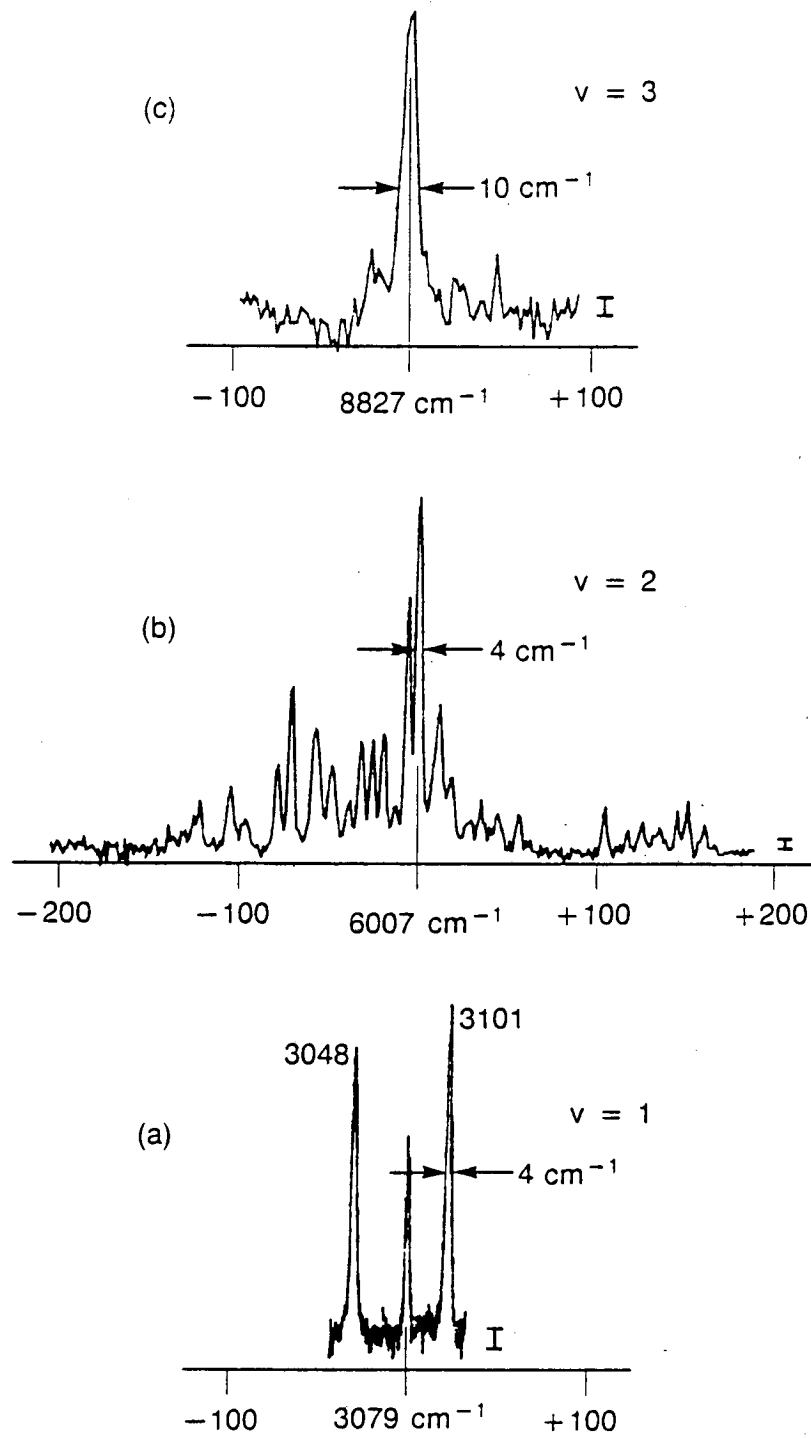 (c)
v = 3
10 cm⁻¹
−100
8827 cm⁻¹
+100
v = 2
(b)
4 cm⁻¹
−200
−100
6007 cm⁻¹
+100
+200
3101
3048
v = 1
(a)
4 cm⁻¹
−100
3079 cm⁻¹
+100